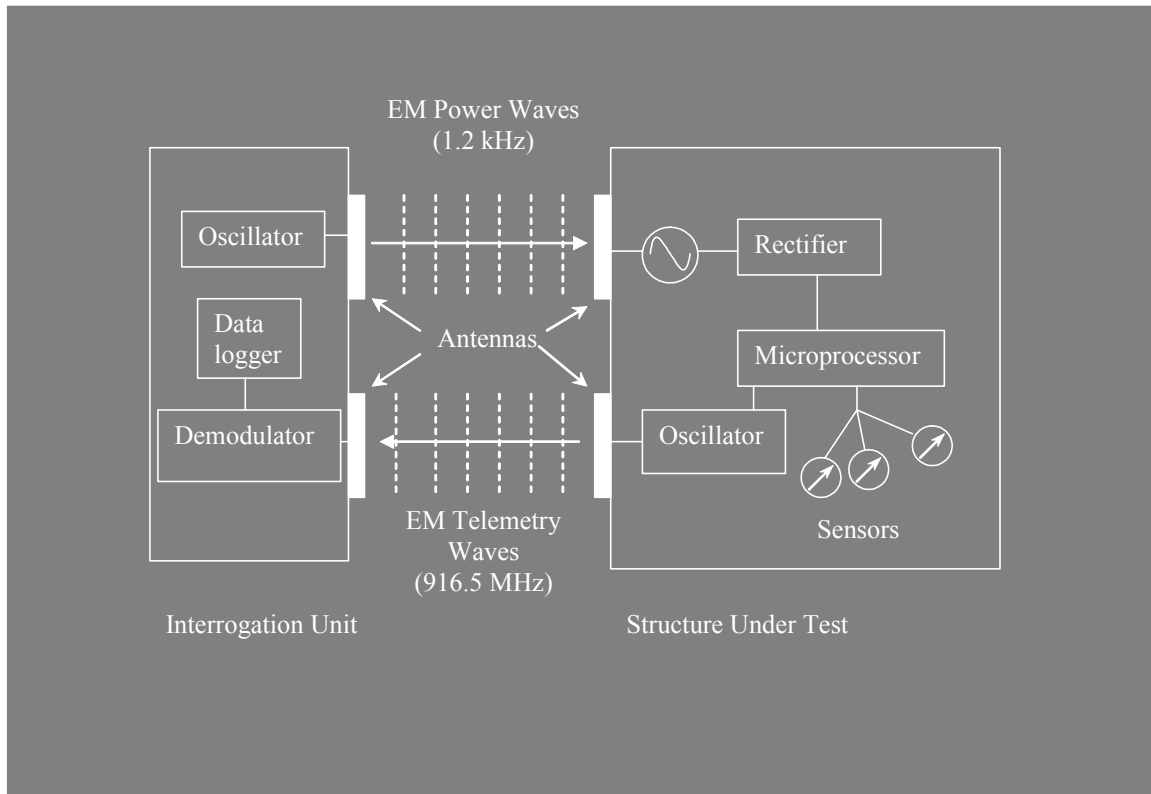 EM Power Waves
(1.2 kHz)
Oscillator
Rectifier
Data
logger
Antennas
Microprocessor
Demodulator
Oscillator
EM Telemetry
Waves
(916.5 MHz)
Sensors
Interrogation Unit
Structure Under Test